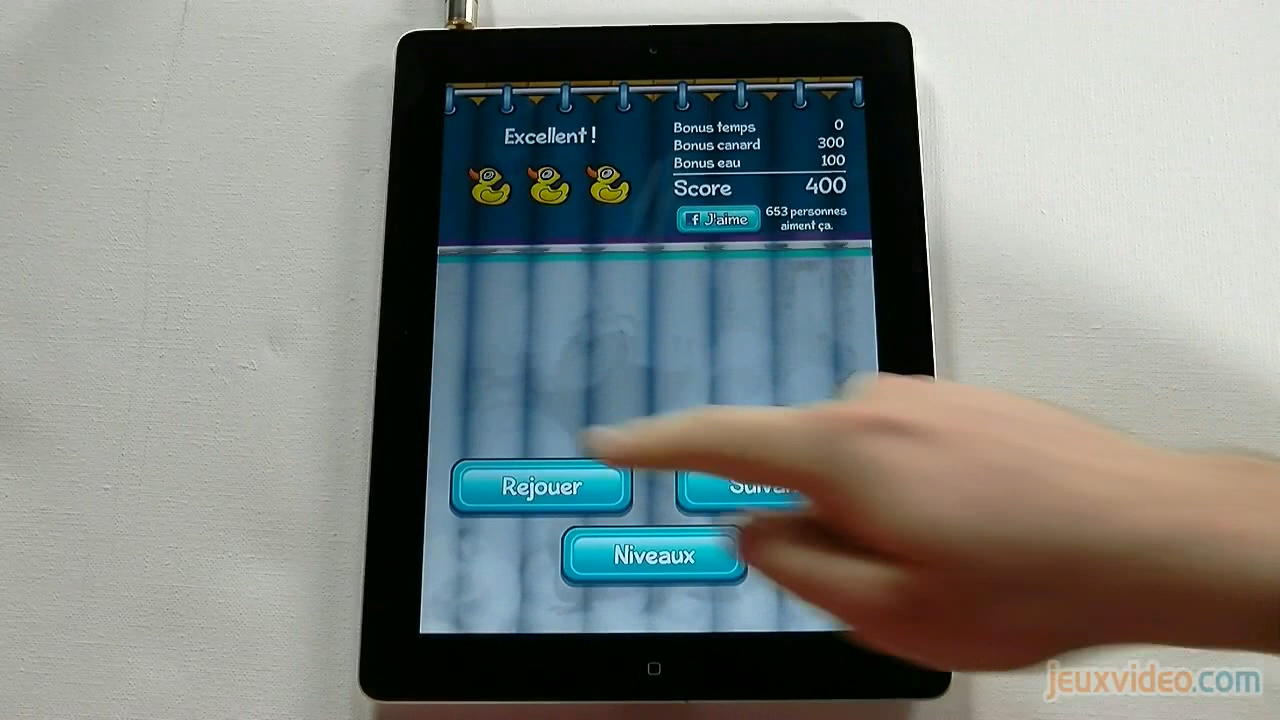 Excellent !
Bonus temps 0
Bonus canard 300
Bonus eau 100
Score 400
f J'aime
653 personnes
aiment ça.
Rejouer
Niveaux
jeuxvideo.com